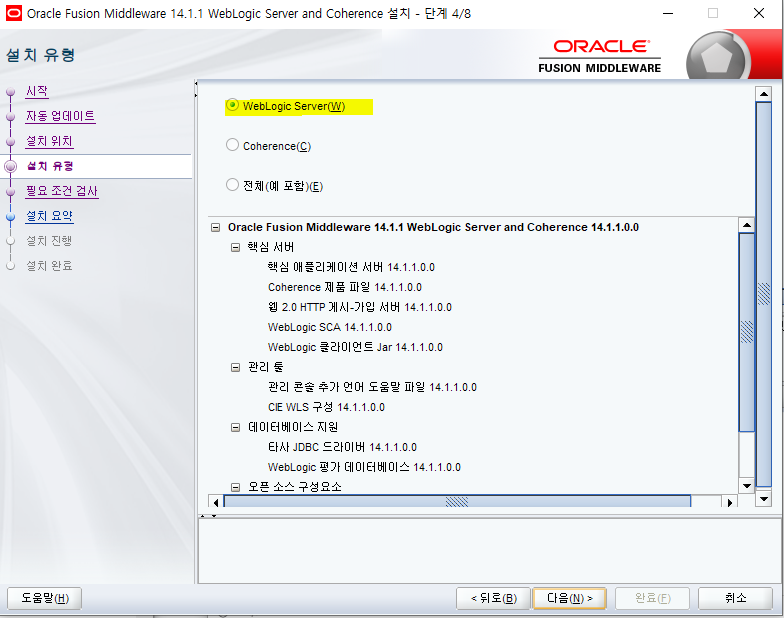 Oracle Fusion Middleware 14.1.1 WebLogic Server and Coherence 설치 - 단계 4/8
설치 유형
ORACLE
FUSION MIDDLEWARE
시작
자동 업데이트
설치 위치
설치 유형
필요 조건 검사
설치 요약
설치 진행
설치 완료
WebLogic Server(W)
Coherence(C)
전체(예 포함)(E)
Oracle Fusion Middleware 14.1.1 WebLogic Server and Coherence 14.1.1.0.0
핵심 서버
핵심 애플리케이션 서버 14.1.1.0.0
Coherence 제품 파일 14.1.1.0.0
웹 2.0 HTTP 게시-가입 서버 14.1.1.0.0
WebLogic SCA 14.1.1.0.0
WebLogic 클라이언트 Jar 14.1.1.0.0
관리 툴
관리 콘솔 추가 언어 도움말 파일 14.1.1.0.0
CIE WLS 구성 14.1.1.0.0
데이터베이스 지원
타사 JDBC 드라이버 14.1.1.0.0
WebLogic 평가 데이터베이스 14.1.1.0.0
오픈 소스 구성요소
도움말(H)
< 뒤로(B)
다음(N) >
완료(F)
취소